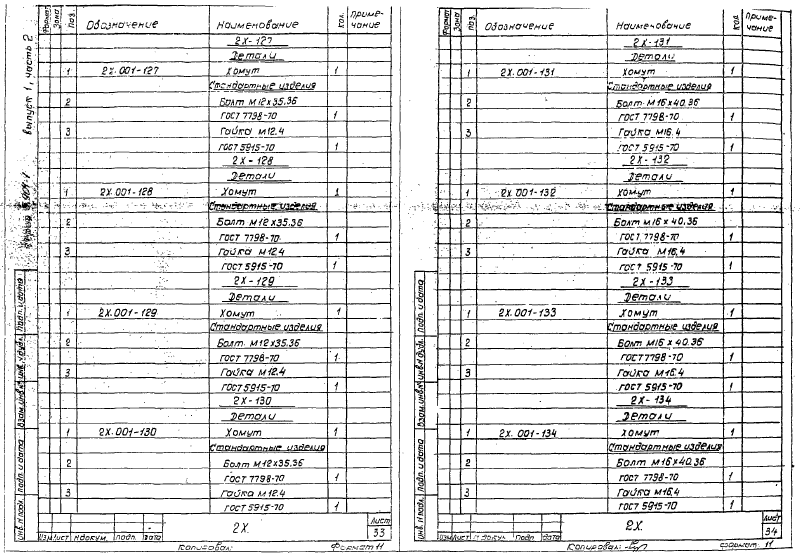 Формат Зона Поз. Обозначение Наименование Кол. Примечание
2Х-127
Детали
1 2Х.001-127 Хомут 1
Стандартные изделия
2 Болт М12х35.36
ГОСТ 7798-70 1
3 Гайка М12.4
ГОСТ 5915-70 1
2Х-128
Детали
1 2Х.001-128 Хомут 1
Стандартные изделия
2 Болт М12х35.36
ГОСТ 7798-70 1
3 Гайка М12.4
ГОСТ 5915-70 1
2Х-129
Детали
1 2Х.001-129 Хомут 1
Стандартные изделия
2 Болт М12х35.36
ГОСТ 7798-70 1
3 Гайка М12.4
ГОСТ 5915-70 1
2Х-130
Детали
1 2Х.001-130 Хомут 1
Стандартные изделия
2 Болт М12х35.36
ГОСТ 7798-70 1
3 Гайка М12.4
ГОСТ 5915-70 1
выпуск 1, часть 2
Инв. N подл. Подп. и дата Взам. инв. N Инв. N дубл. Подп. и дата
Изм Лист N докум. Подп. Дата
2Х.
Лист
33
Копировал: Формат 11
Формат Зона Поз. Обозначение Наименование Кол Примечание
2Х-131
Детали
1 2Х.001-131 Хомут 1
Стандартные изделия
2 Болт М16х40.36
ГОСТ 7798-70 1
3 Гайка М16.4
ГОСТ 5915-70 1
2Х-132
Детали
1 2Х.001-132 Хомут 1
Стандартные изделия
2 Болт М16х40.36
ГОСТ 7798-70 1
3 Гайка М16.4
ГОСТ 5915-70 1
2Х-133
Детали
1 2Х.001-133 Хомут 1
Стандартные изделия
2 Болт М16х40.36
ГОСТ 7798-70 1
3 Гайка М16.4
ГОСТ 5915-70 1
2Х-134
Детали
1 2Х.001-134 Хомут 1
Стандартные изделия
2 Болт М16х40.36
ГОСТ 7798-70 1
3 Гайка М16.4
ГОСТ 5915-70 1
Инв. N подл. Подп. и дата Взам. инв. N Инв. N дубл. Подп. и дата
Изм Лист N докум. Подп. Дата
2Х.
Лист
34
Копировал: Формат 11